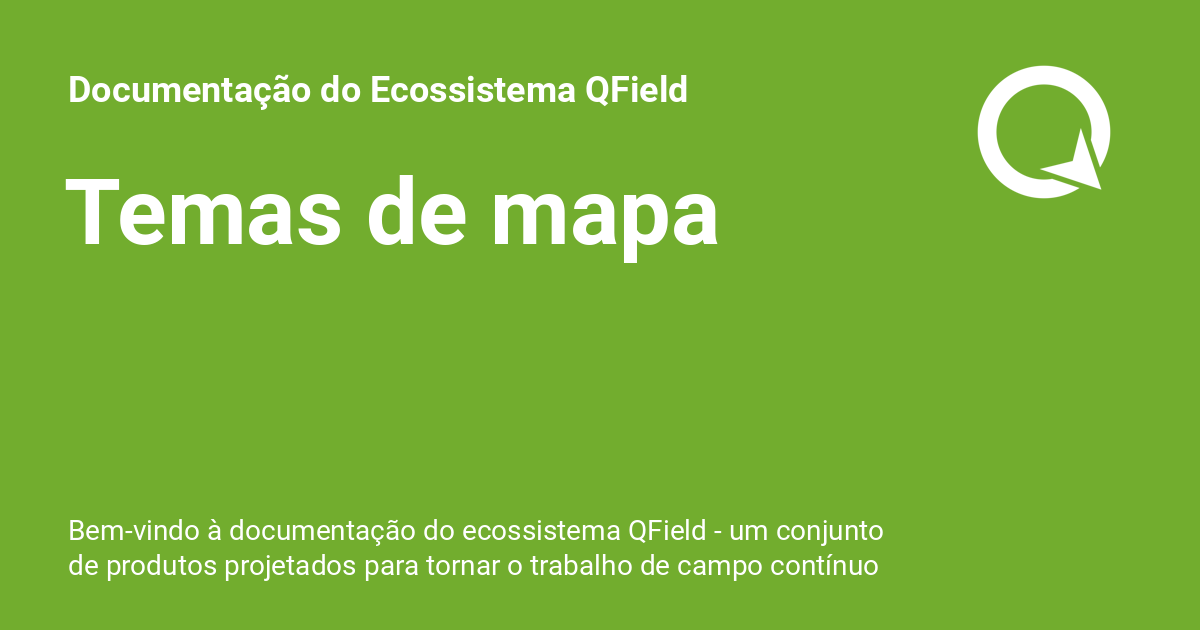 Documentação do Ecossistema QField
Temas de mapa
Bem-vindo à documentação do ecossistema QField - um conjunto
de produtos projetados para tornar o trabalho de campo contínuo